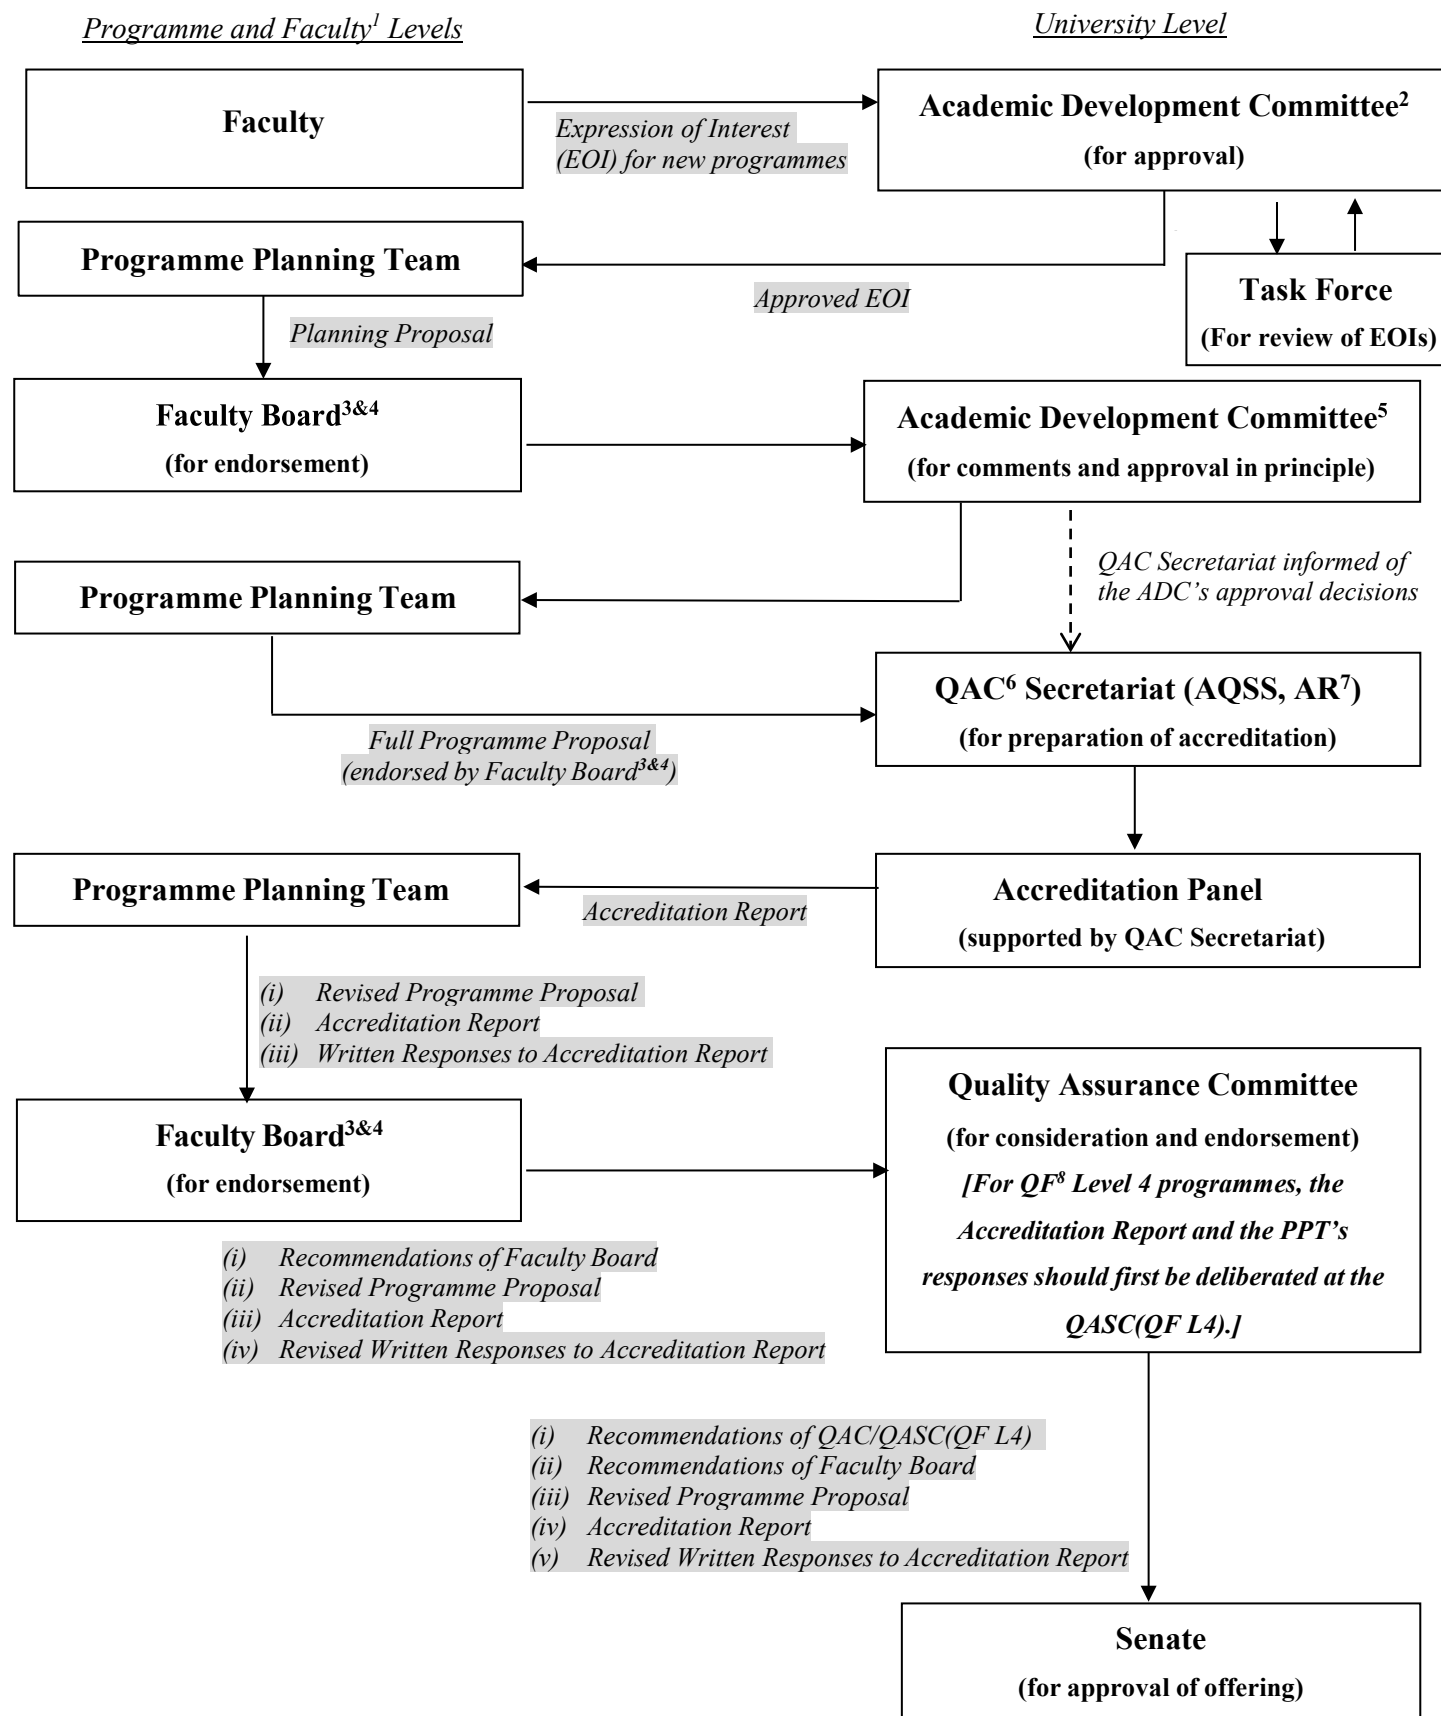 Programme and Faculty¹ Levels
University Level
Faculty
Expression of Interest
(EOI) for new programmes
Academic Development Committee²
(for approval)
Programme Planning Team
Approved EOI
Task Force
(For review of EOIs)
Planning Proposal
Faculty Board³&⁴
(for endorsement)
Academic Development Committee⁵
(for comments and approval in principle)
QAC Secretariat informed of
the ADC’s approval decisions
Programme Planning Team
QAC⁶ Secretariat (AQSS, AR⁷)
(for preparation of accreditation)
Full Programme Proposal
(endorsed by Faculty Board³&⁴)
Programme Planning Team
Accreditation Report
Accreditation Panel
(supported by QAC Secretariat)
(i) Revised Programme Proposal
(ii) Accreditation Report
(iii) Written Responses to Accreditation Report
Faculty Board³&⁴
(for endorsement)
Quality Assurance Committee
(for consideration and endorsement)
[For QF⁸ Level 4 programmes, the
Accreditation Report and the PPT’s
responses should first be deliberated at the
QASC(QF L4).]
(i) Recommendations of Faculty Board
(ii) Revised Programme Proposal
(iii) Accreditation Report
(iv) Revised Written Responses to Accreditation Report
(i) Recommendations of QAC/QASC(QF L4)
(ii) Recommendations of Faculty Board
(iii) Revised Programme Proposal
(iv) Accreditation Report
(v) Revised Written Responses to Accreditation Report
Senate
(for approval of offering)